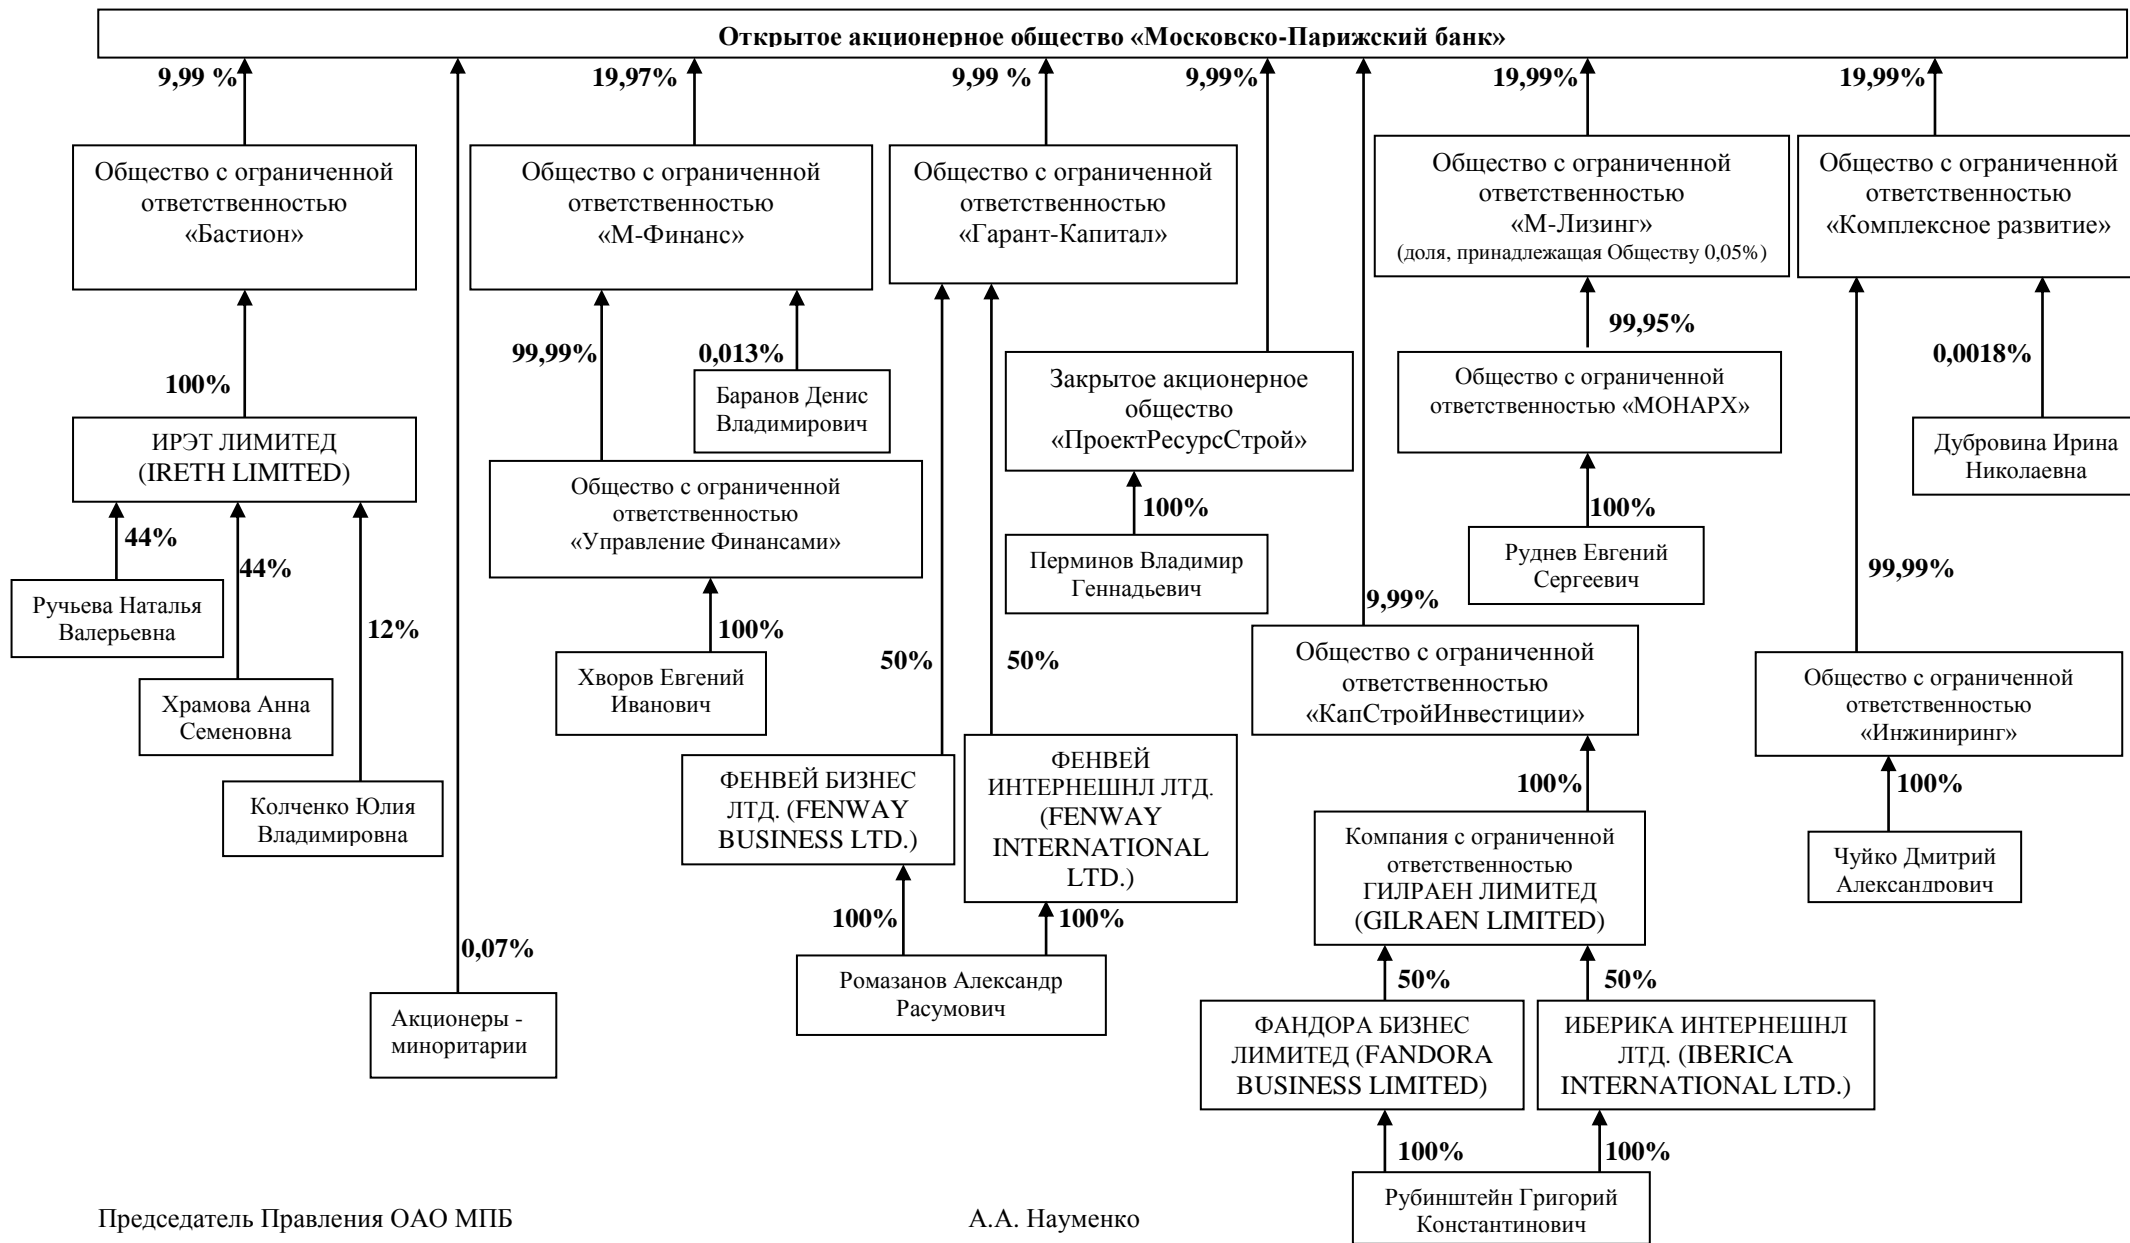 Открытое акционерное общество «Московско-Парижский банк»
9,99 %
19,97%
9,99 %
9,99%
19,99%
19,99%
Общество с ограниченной
ответственностью
«Бастион»
Общество с ограниченной
ответственностью
«М-Финанс»
Общество с ограниченной
ответственностью
«Гарант-Капитал»
Общество с ограниченной
ответственностью
«М-Лизинг»
(доля, принадлежащая Обществу 0,05%)
Общество с ограниченной
ответственностью
«Комплексное развитие»
100%
99,99%
0,013%
99,95%
0,0018%
ИРЭТ ЛИМИТЕД
(IRETH LIMITED)
Баранов Денис
Владимирович
Закрытое акционерное
общество
«ПроектРесурсСтрой»
Общество с ограниченной
ответственностью «МОНАРХ»
Дубровина Ирина
Николаевна
44%
44%
12%
Общество с ограниченной
ответственностью
«Управление Финансами»
100%
100%
Ручьева Наталья
Валерьевна
Перминов Владимир
Геннадьевич
Руднев Евгений
Сергеевич
99,99%
9,99%
100%
50%
50%
Храмова Анна
Семеновна
Хворов Евгений
Иванович
Общество с ограниченной
ответственностью
«КапСтройИнвестиции»
Общество с ограниченной
ответственностью
«Инжиниринг»
Колченко Юлия
Владимировна
ФЕНВЕЙ БИЗНЕС
ЛТД. (FENWAY
BUSINESS LTD.)
ФЕНВЕЙ
ИНТЕРНЕШНЛ ЛТД.
(FENWAY
INTERNATIONAL
LTD.)
100%
100%
Компания с ограниченной
ответственностью
ГИЛРАЕН ЛИМИТЕД
(GILRAEN LIMITED)
Чуйко Дмитрий
Александрович
100%
100%
0,07%
Ромазанов Александр
Расумович
50%
50%
Акционеры -
миноритарии
ФАНДОРА БИЗНЕС
ЛИМИТЕД (FANDORA
BUSINESS LIMITED)
ИБЕРИКА ИНТЕРНЕШНЛ
ЛТД. (IBERICA
INTERNATIONAL LTD.)
100%
100%
Рубинштейн Григорий
Константинович
Председатель Правления ОАО МПБ
А.А. Науменко